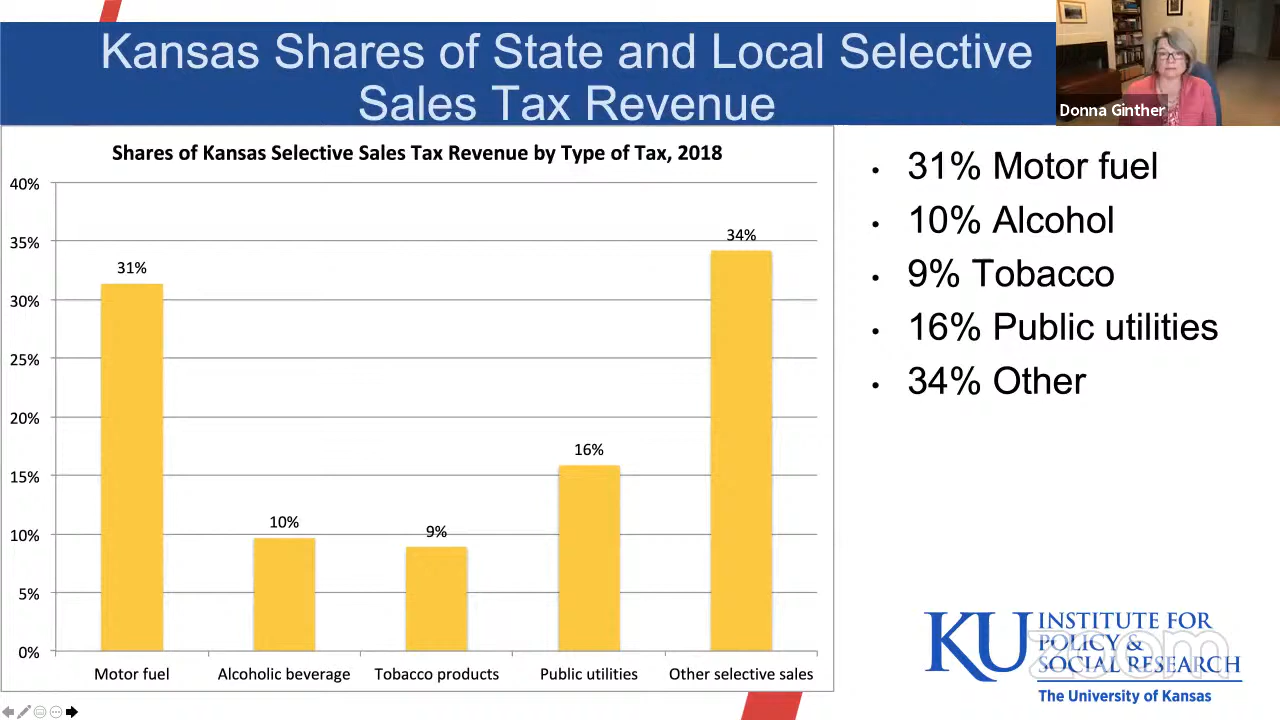 Kansas Shares of State and Local Selective
Sales Tax Revenue
Donna Ginther
Shares of Kansas Selective Sales Tax Revenue by Type of Tax, 2018
40%
35%
30%
25%
20%
15%
10%
5%
0%
31%
10%
9%
16%
34%
Motor fuel
Alcoholic beverage
Tobacco products
Public utilities
Other selective sales
• 31% Motor fuel
• 10% Alcohol
• 9% Tobacco
• 16% Public utilities
• 34% Other
KU INSTITUTE FOR
POLICY &
SOCIAL RESEARCH
The University of Kansas
zoom